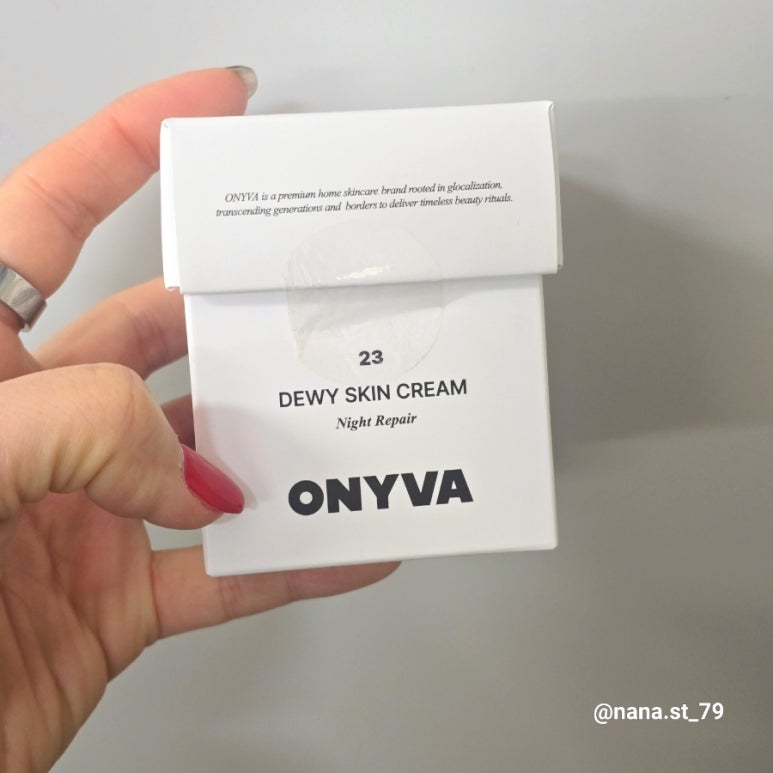 ONYVA is a premium home skincare brand rooted in glocalization,
transcending generations and borders to deliver timeless beauty rituals.
23
DEWY SKIN CREAM
Night Repair
ONYVA
@nana.st_79